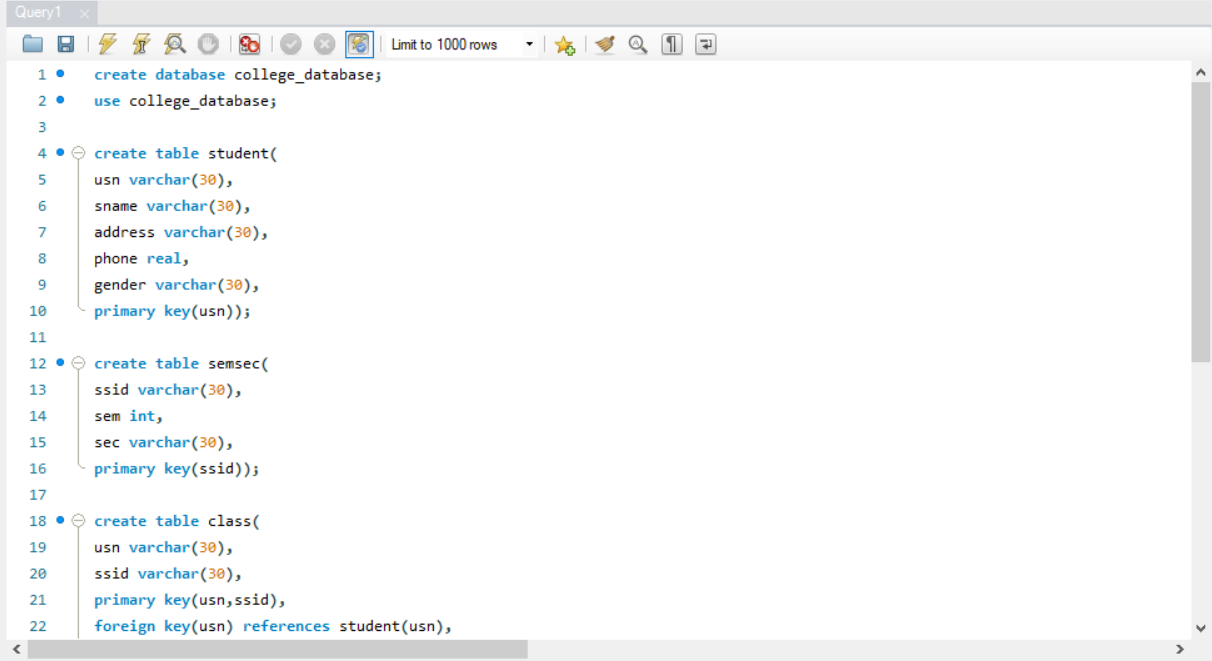 Query1
Limit to 1000 rows
1 create database college_database;
2 use college_database;
3
4 create table student(
5 usn varchar(30),
6 sname varchar(30),
7 address varchar(30),
8 phone real,
9 gender varchar(30),
10 primary key(usn));
11
12 create table semsec(
13 ssid varchar(30),
14 sem int,
15 sec varchar(30),
16 primary key(ssid));
17
18 create table class(
19 usn varchar(30),
20 ssid varchar(30),
21 primary key(usn,ssid),
22 foreign key(usn) references student(usn),